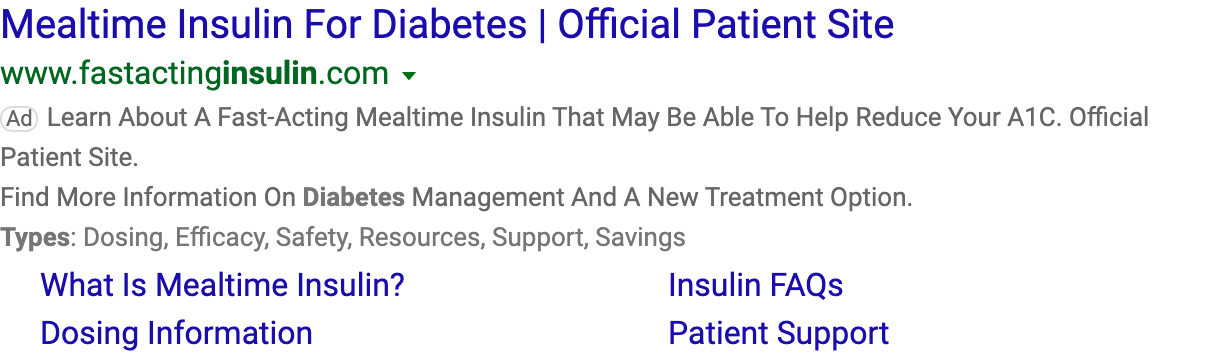 Mealtime Insulin For Diabetes | Official Patient Site
www.fastactinginsulin.com
Ad Learn About A Fast-Acting Mealtime Insulin That May Be Able To Help Reduce Your A1C. Official
Patient Site.
Find More Information On Diabetes Management And A New Treatment Option.
Types: Dosing, Efficacy, Safety, Resources, Support, Savings
What Is Mealtime Insulin? Insulin FAQs
Dosing Information Patient Support